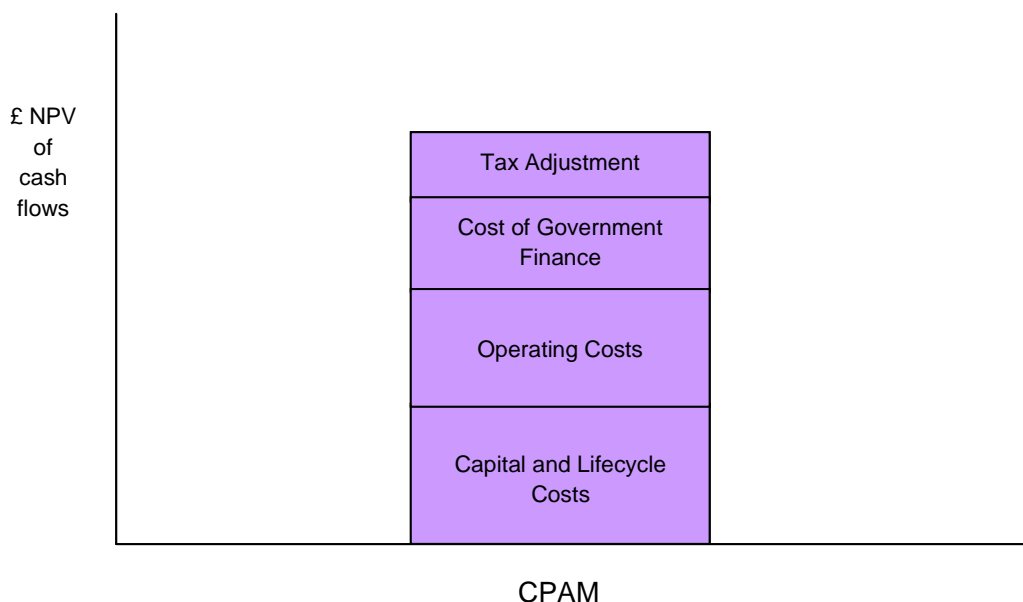 £ NPV
of
cash
flows
Tax Adjustment
Cost of Government
Finance
Operating Costs
Capital and Lifecycle
Costs
CPAM